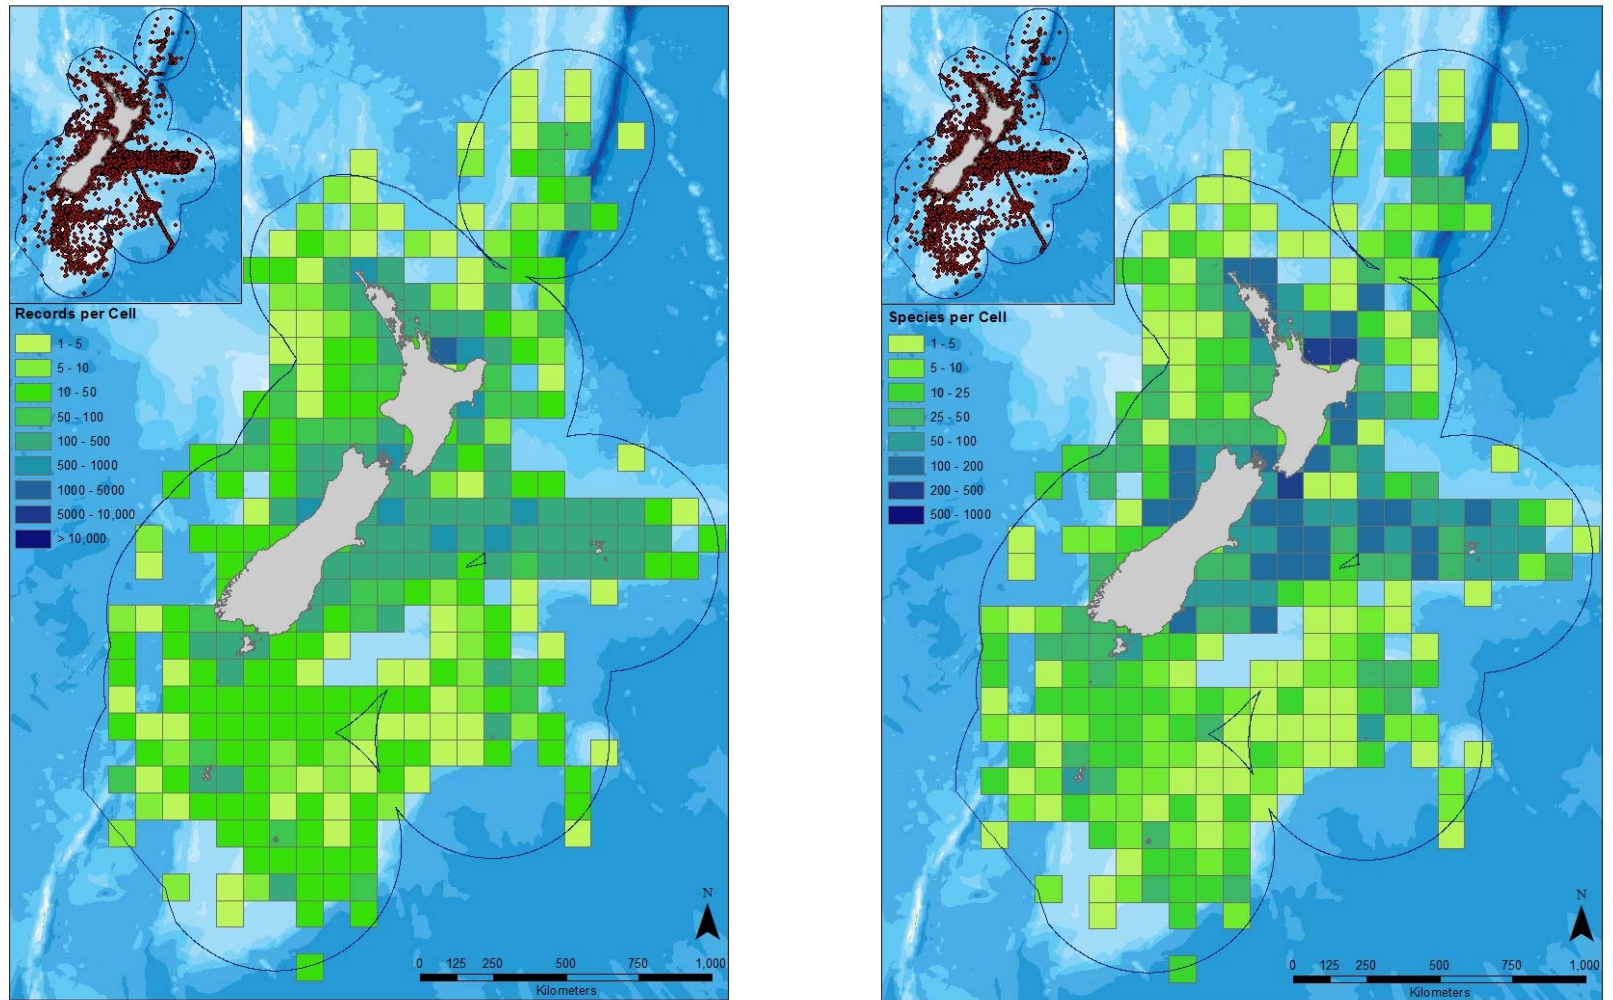 Records per Cell
1 - 5
5 - 10
10 - 50
50 - 100
100 - 500
500 - 1000
1000 - 5000
5000 - 10,000
> 10,000
N
0 125 250 500 750 1,000
Kilometers
Species per Cell
1 - 5
5 - 10
10 - 25
25 - 50
50 - 100
100 - 200
200 - 500
500 - 1000
N
0 125 250 500 750 1,000
Kilometers